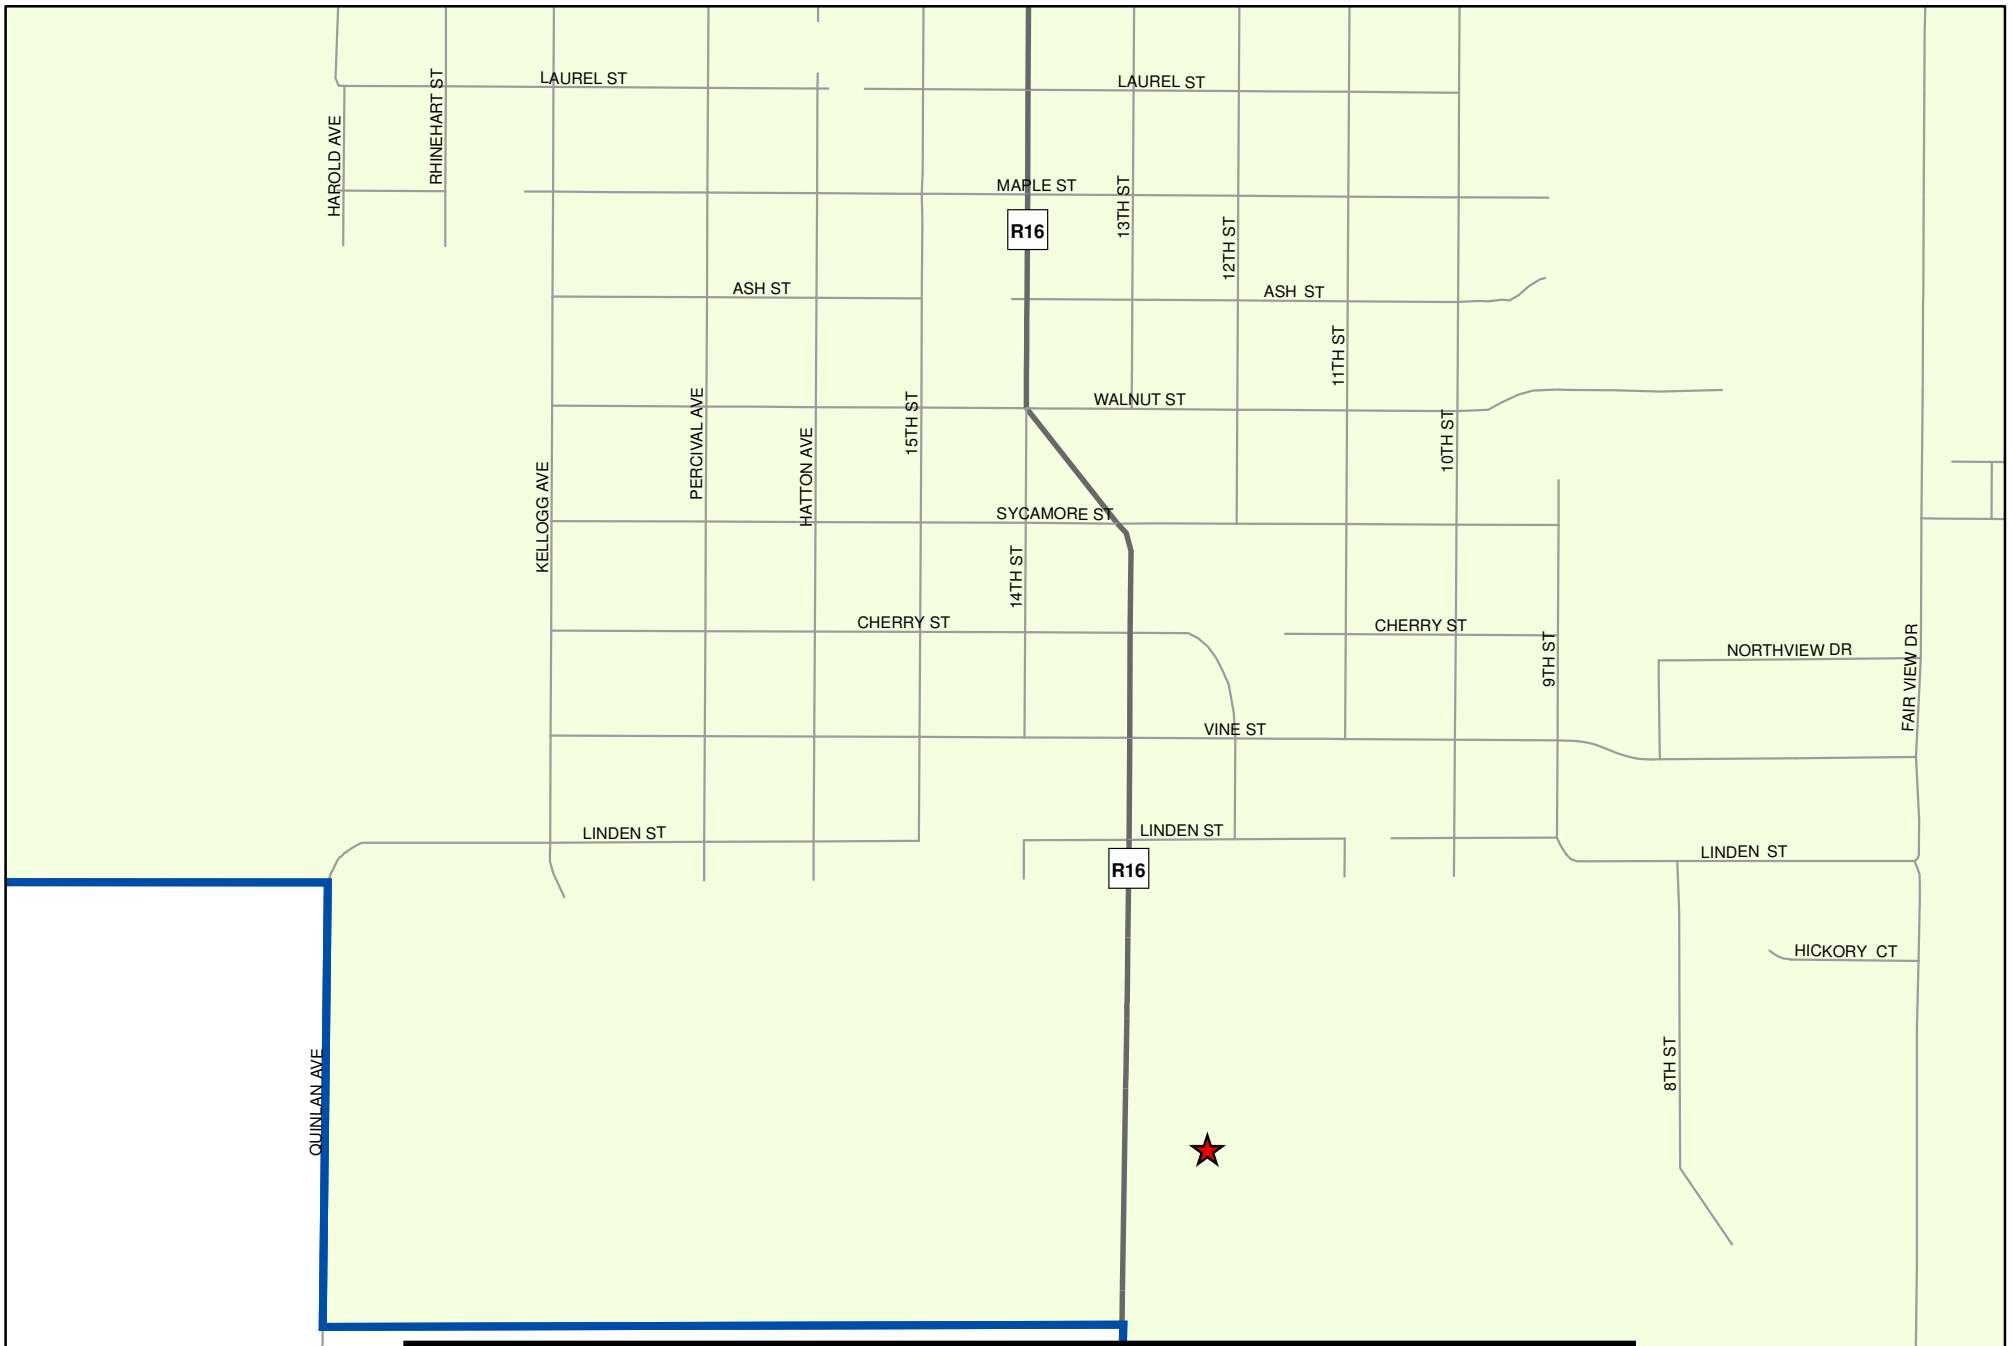 LAUREL ST
LAUREL ST
RHINEHART ST
HAROLD AVE
MAPLE ST
13TH ST
R16
12TH ST
ASH ST
ASH ST
11TH ST
WALNUT ST
PERCIVAL AVE
15TH ST
10TH ST
HATTON AVE
KELLOGG AVE
SYCAMORE ST
14TH ST
CHERRY ST
CHERRY ST
9TH ST
NORTHVIEW DR
FAIR VIEW DR
VINE ST
LINDEN ST
LINDEN ST
LINDEN ST
R16
HICKORY CT
8TH ST
QUINLAN AVE